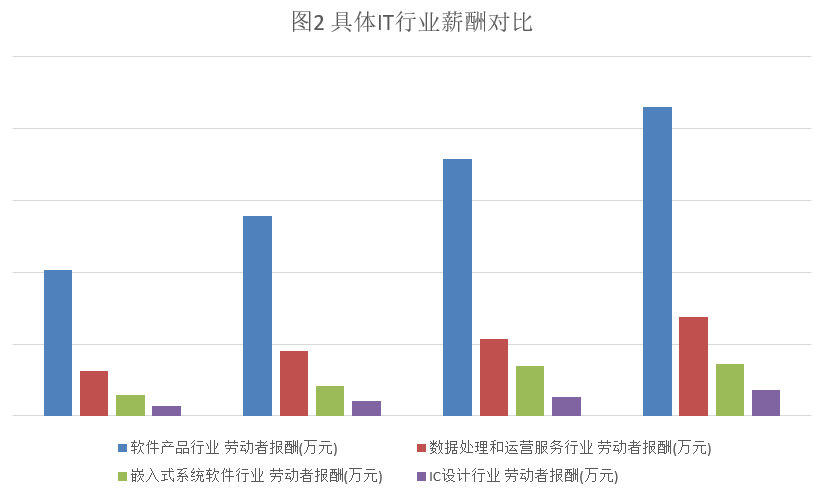 图2 具体IT行业薪酬对比
软件产品行业 劳动者报酬(万元)
数据处理和运营服务行业 劳动者报酬(万元)
嵌入式系统软件行业 劳动者报酬(万元)
IC设计行业 劳动者报酬(万元)